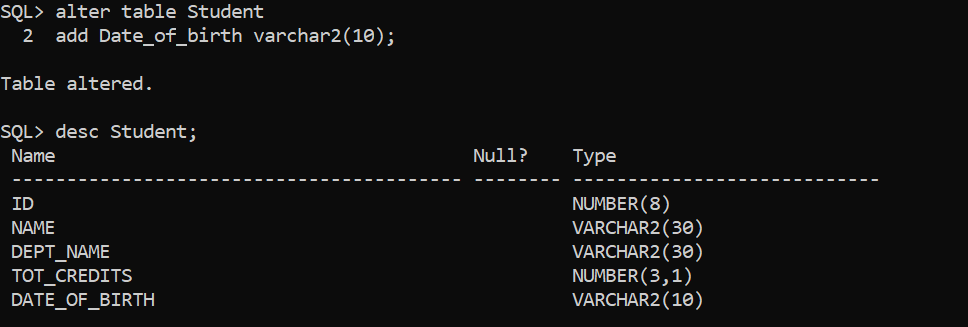 SQL> alter table Student
  2  add Date_of_birth varchar2(10);
Table altered.
SQL> desc Student;
 Name                                      Null?    Type
 ----------------------------------------- -------- ----------------------------
 ID                                                 NUMBER(8)
 NAME                                               VARCHAR2(30)
 DEPT_NAME                                          VARCHAR2(30)
 TOT_CREDITS                                        NUMBER(3,1)
 DATE_OF_BIRTH                                      VARCHAR2(10)